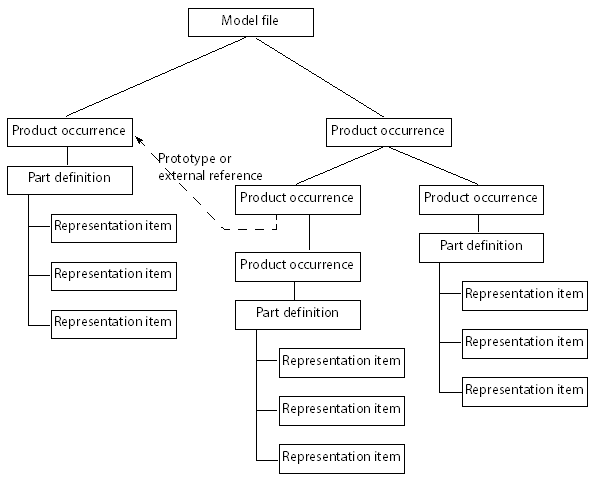 Model file
Product occurrence
Product occurrence
Prototype or
external reference
Part definition
Product occurrence
Product occurrence
Representation item
Part definition
Product occurrence
Representation item
Representation item
Part definition
Representation item
Representation item
Representation item
Representation item
Representation item
Representation item
Representation item